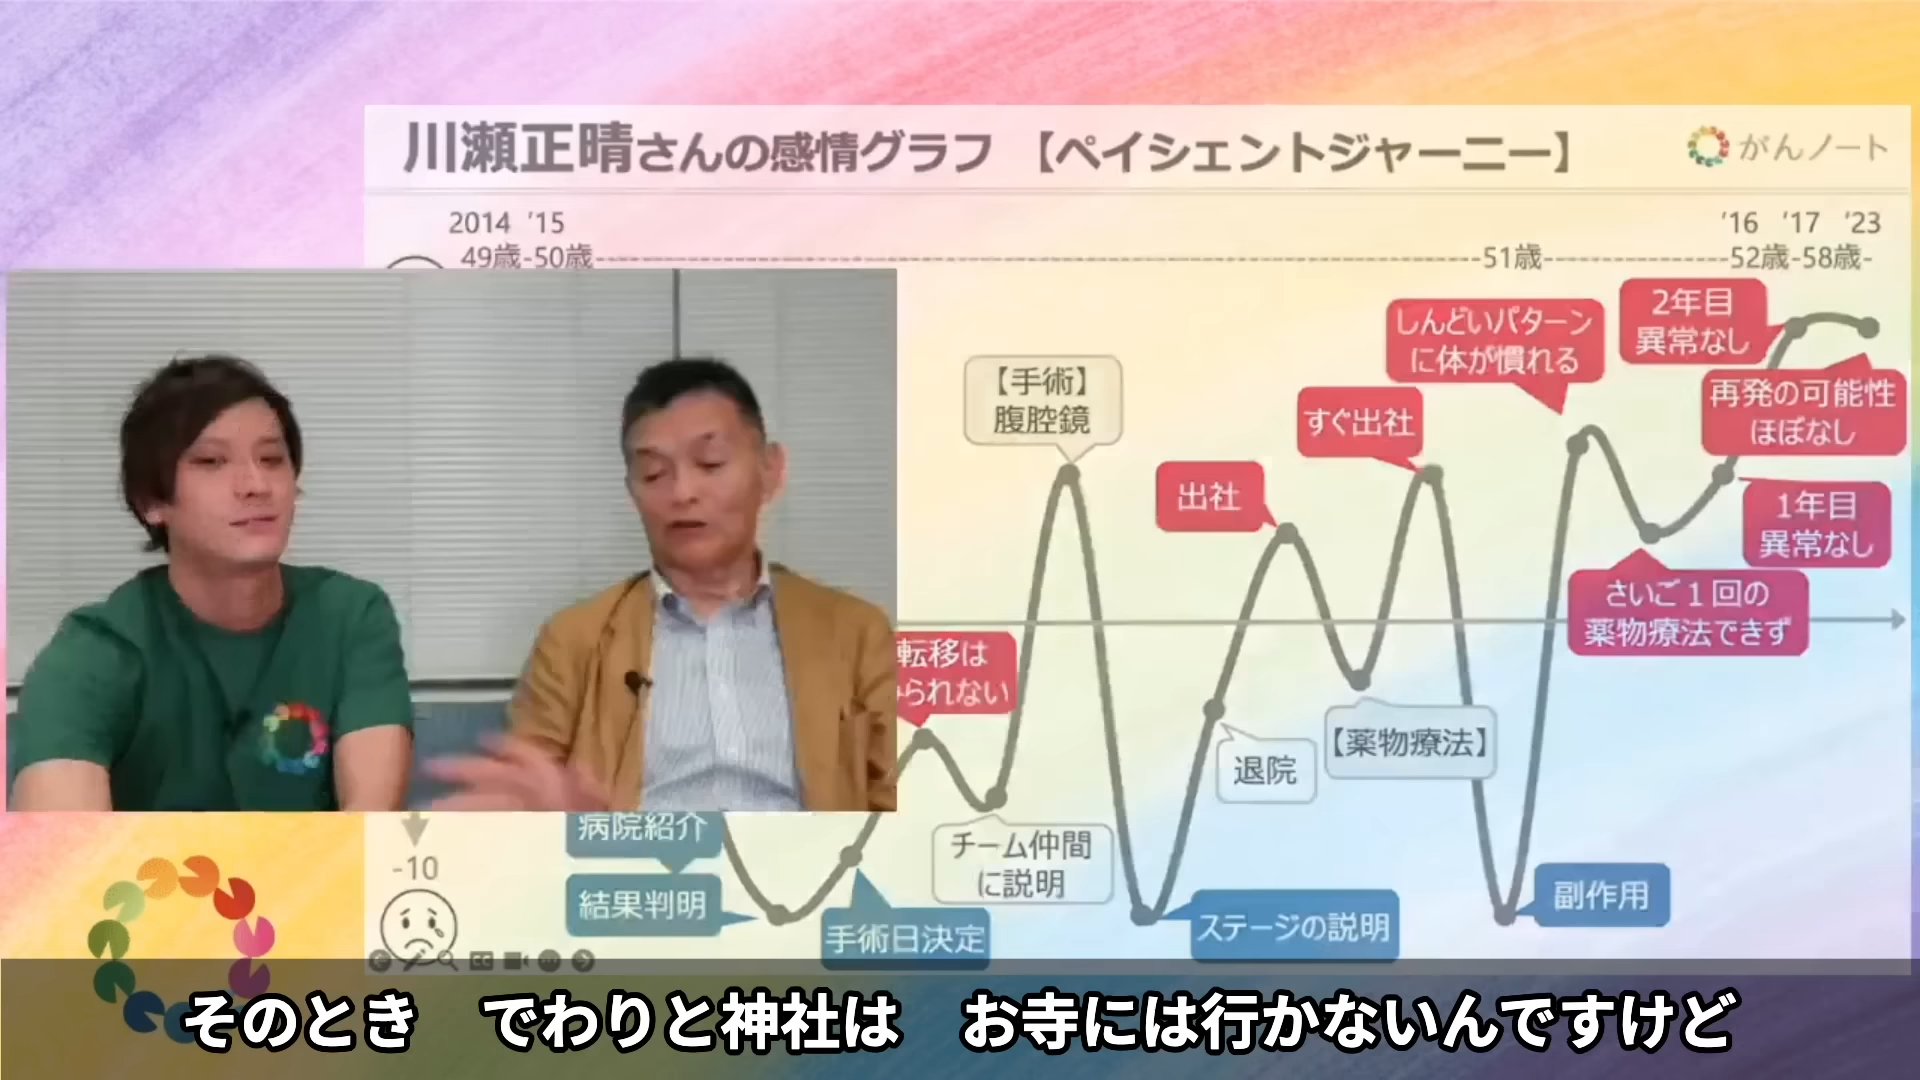 川瀬正晴さんの感情グラフ 【ペイシェントジャーニー】
がんノート
2014 '15
'16 '17 '23
49歳-50歳
51歳
52歳-58歳-
しんどいパターン
に体が慣れる
2年目
異常なし
【手術】
腹腔鏡
すぐ出社
再発の可能性
ほぼなし
出社
1年目
異常なし
さいご1回の
薬物療法できず
転移は
られない
【薬物療法】
退院
病院紹介
チーム仲間
に説明
-10
結果判明
手術日決定
ステージの説明
副作用
CC
そのとき でわりと神社は お寺には行かないんですけど